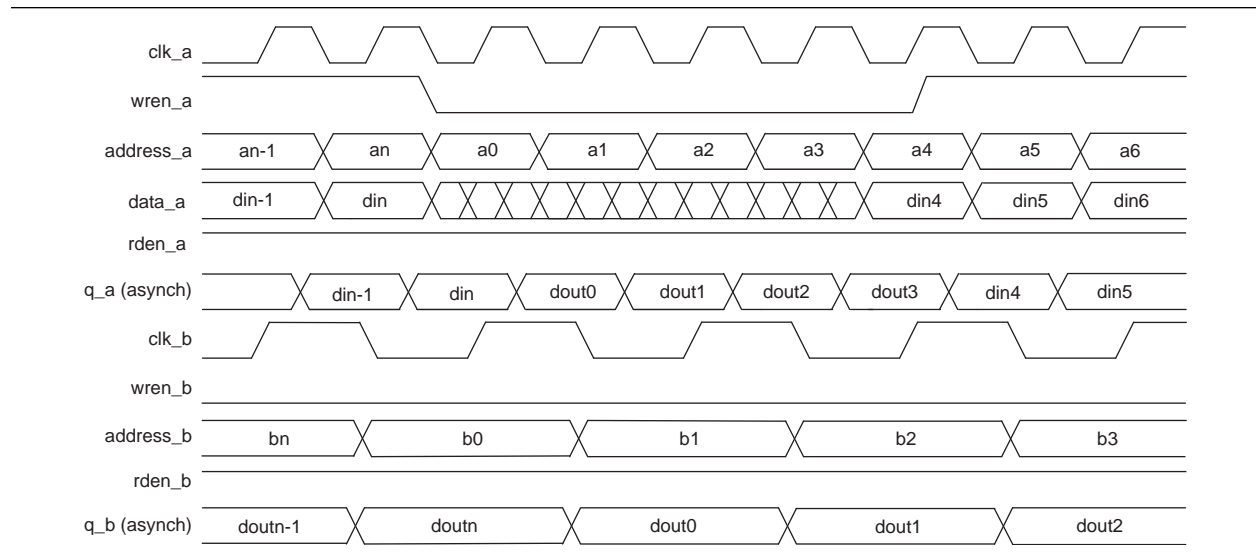 clk_a
wren_a
address_a an-1 an a0 a1 a2 a3 a4 a5 a6
data_a din-1 din din4 din5 din6
rden_a
q_a (asynch) din-1 din dout0 dout1 dout2 dout3 din4 din5
clk_b
wren_b
address_b bn b0 b1 b2 b3
rden_b
q_b (asynch) doutn-1 doutn dout0 dout1 dout2